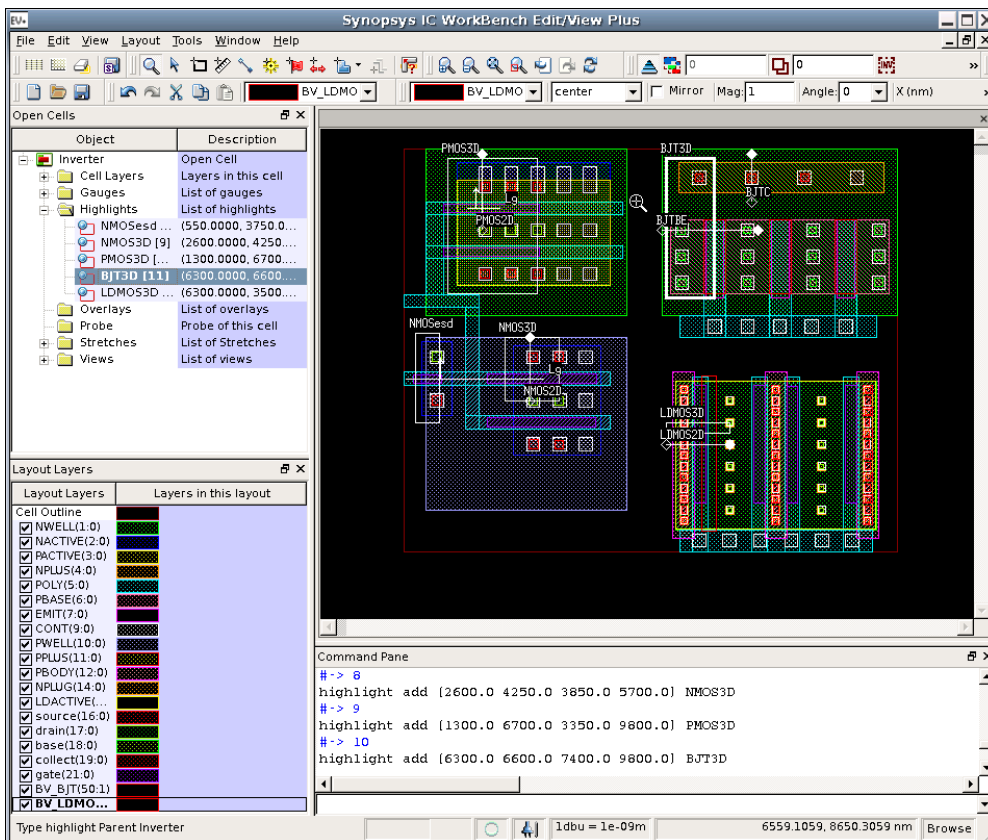 EV+
Synopsys IC WorkBench Edit/View Plus
File Edit View Layout Tools Window Help
0 0 »
BV_LDMO BV_LDMO center Mirror Mag: 1 Angle: 0 X (nm)
Open Cells
Object Description
Inverter Open Cell
Cell Layers Layers in this cell
Gauges List of gauges
Highlights List of highlights
NMOSesd ... (550.0000, 3750.0...
NMOS3D [9] (2600.0000, 4250....
PMOS3D [... (1300.0000, 6700....
BJT3D [11] (6300.0000, 6600....
LDMOS3D ... (6300.0000, 3500....
Overlays List of overlays
Probe Probe of this cell
Stretches List of Stretches
Views List of views
PMOS3D
Lg
PMOS2D
BJT3D
BJTC
BJTBE
NMOSesd
NMOS3D
Lg
NMOS2D
LDMOS3D
LDMOS2D
Layout Layers
Layout Layers Layers in this layout
Cell Outline
NWELL(1:0)
NACTIVE(2:0)
PACTIVE(3:0)
NPLUS(4:0)
POLY(5:0)
PBASE(6:0)
EMIT(7:0)
CONT(9:0)
PWELL(10:0)
PPLUS(11:0)
PBODY(12:0)
NPLUG(14:0)
LDACTIVE(...
source(16:0)
drain(17:0)
base(18:0)
collect(19:0)
gate(21:0)
BV_BJT(50:1)
BV_LDMO...
Command Pane
#-> 8
highlight add {2600.0 4250.0 3850.0 5700.0} NMOS3D
#-> 9
highlight add {1300.0 6700.0 3350.0 9800.0} PMOS3D
#-> 10
highlight add {6300.0 6600.0 7400.0 9800.0} BJT3D
Type highlight Parent Inverter 1dbu = 1e-09m 6559.1059, 8650.3059 nm Browse